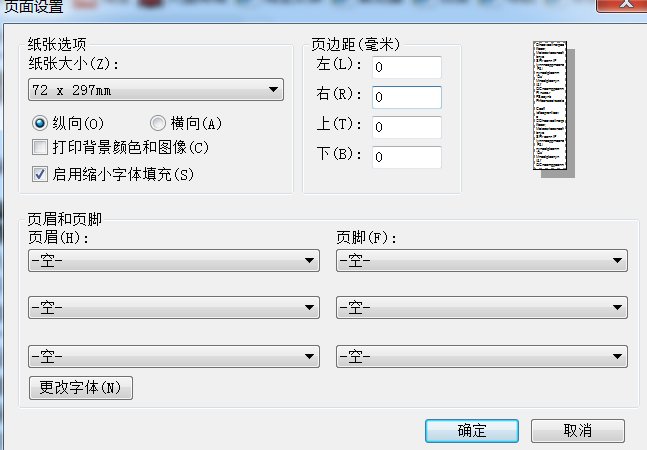 页面设置
纸张选项
纸张大小(Z):
72 x 297mm
纵向(O)
横向(A)
打印背景颜色和图像(C)
启用缩小字体填充(S)
页边距(毫米)
左(L): 0
右(R): 0
上(T): 0
下(B): 0
页眉和页脚
页眉(H):
页脚(F):
-空-
-空-
-空-
-空-
-空-
-空-
更改字体(N)
确定
取消